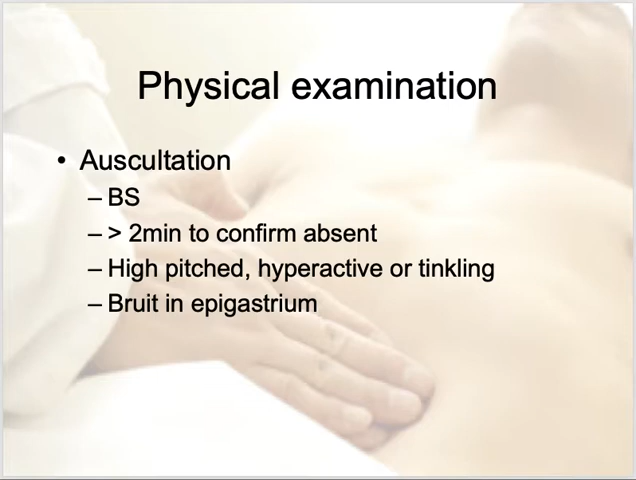 Physical examination
• Auscultation
– BS
– > 2min to confirm absent
– High pitched, hyperactive or tinkling
– Bruit in epigastrium